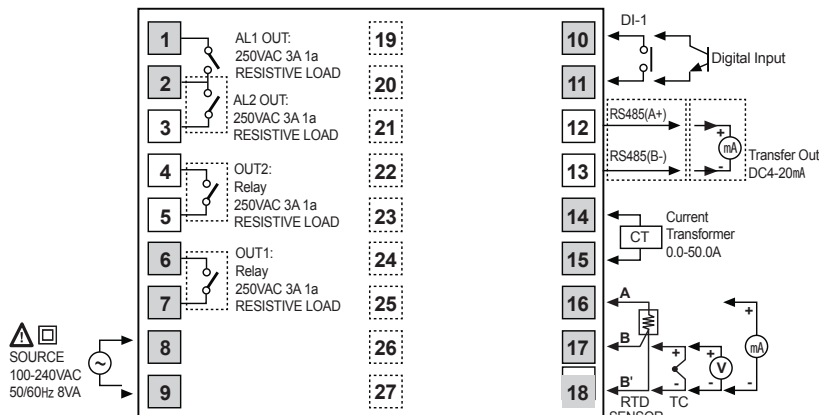 1
AL1 OUT:
250VAC 3A 1a
RESISTIVE LOAD
2
AL2 OUT:
250VAC 3A 1a
RESISTIVE LOAD
3
4
OUT2:
Relay
250VAC 3A 1a
RESISTIVE LOAD
5
6
OUT1:
Relay
250VAC 3A 1a
RESISTIVE LOAD
7
8
SOURCE
100-240VAC
50/60Hz 8VA
9
19
20
21
22
23
24
25
26
27
10
DI-1
Digital Input
11
12
RS485(A+)
+
mA
Transfer Out
DC4-20mA
RS485(B-)
-
13
14
Current
Transformer
0.0-50.0A
CT
15
16
A
17
B
18
B'
RTD
SENSOR
+
-
TC
+
V
-
+
mA
-